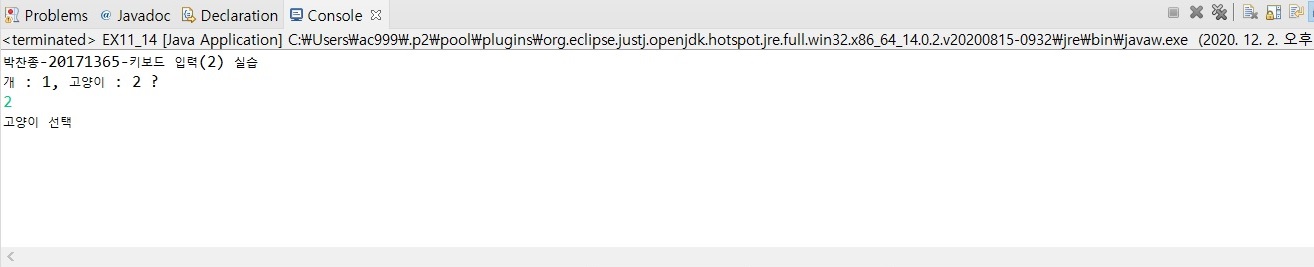 Problems @ Javadoc Declaration Console
<terminated> EX11_14 [Java Application] C:₩Users₩ac999₩.p2₩pool₩plugins₩org.eclipse.justj.openjdk.hotspot.jre.full.win32.x86_64_14.0.2.v20200815-0932₩jre₩bin₩javaw.exe (2020. 12. 2. 오후
박찬종-20171365-키보드 입력(2) 실습
개 : 1, 고양이 : 2 ?
2
고양이 선택